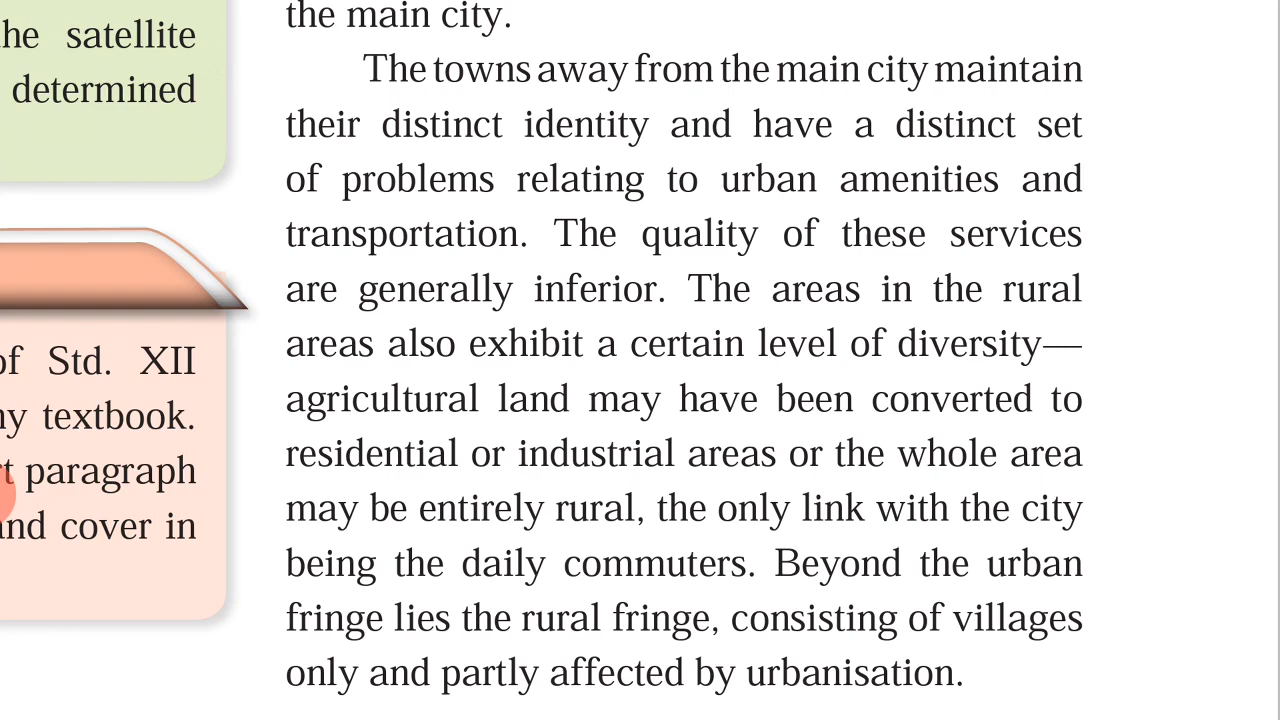 he satellite
determined
of Std. XII
ny textbook.
t paragraph
and cover in
the main city.
The towns away from the main city maintain
their distinct identity and have a distinct set
of problems relating to urban amenities and
transportation. The quality of these services
are generally inferior. The areas in the rural
areas also exhibit a certain level of diversity—
agricultural land may have been converted to
residential or industrial areas or the whole area
may be entirely rural, the only link with the city
being the daily commuters. Beyond the urban
fringe lies the rural fringe, consisting of villages
only and partly affected by urbanisation.